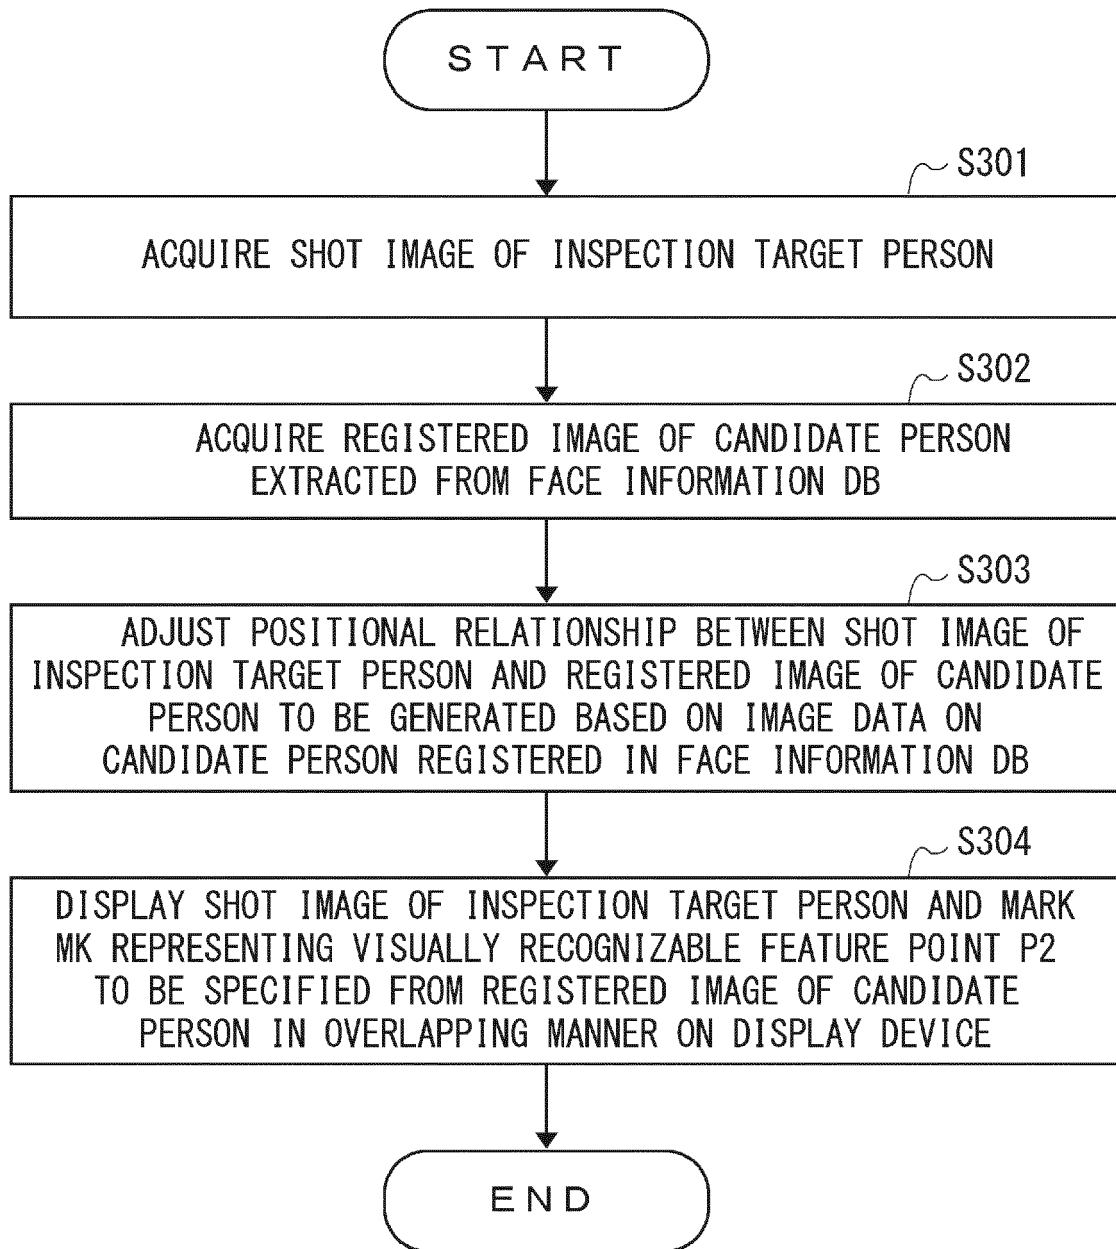 START
S301
ACQUIRE SHOT IMAGE OF INSPECTION TARGET PERSON
S302
ACQUIRE REGISTERED IMAGE OF CANDIDATE PERSON
EXTRACTED FROM FACE INFORMATION DB
S303
ADJUST POSITIONAL RELATIONSHIP BETWEEN SHOT IMAGE OF
INSPECTION TARGET PERSON AND REGISTERED IMAGE OF CANDIDATE
PERSON TO BE GENERATED BASED ON IMAGE DATA ON
CANDIDATE PERSON REGISTERED IN FACE INFORMATION DB
S304
DISPLAY SHOT IMAGE OF INSPECTION TARGET PERSON AND MARK
MK REPRESENTING VISUALLY RECOGNIZABLE FEATURE POINT P2
TO BE SPECIFIED FROM REGISTERED IMAGE OF CANDIDATE
PERSON IN OVERLAPPING MANNER ON DISPLAY DEVICE
END